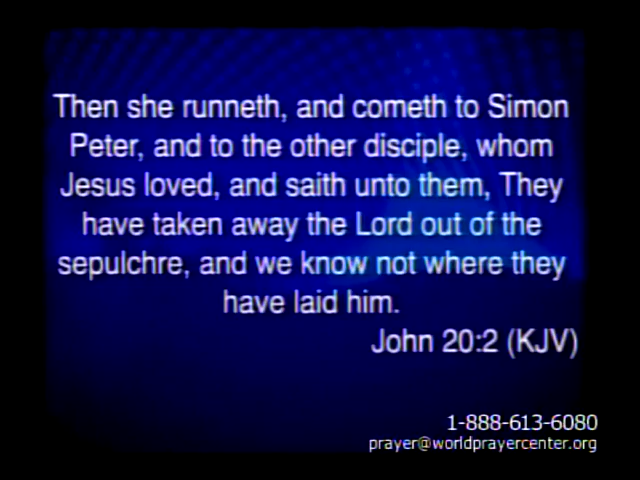 Then she runneth, and cometh to Simon
Peter, and to the other disciple, whom
Jesus loved, and saith unto them, They
have taken away the Lord out of the
sepulchre, and we know not where they
have laid him.
John 20:2 (KJV)
1-888-613-6080
prayer@worldprayercenter.org